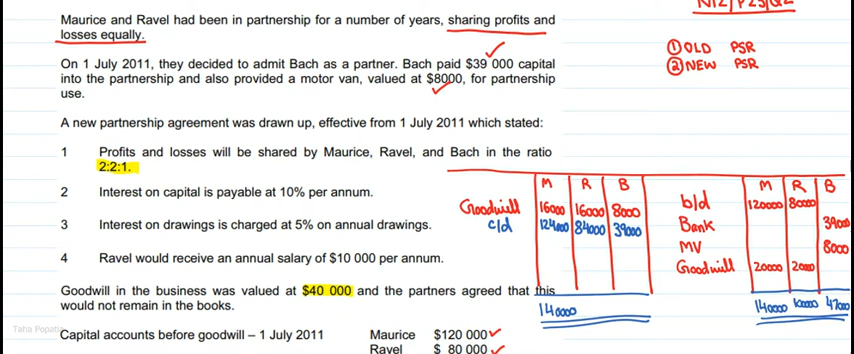 N12/P23/Q2
Maurice and Ravel had been in partnership for a number of years, sharing profits and
losses equally.
① OLD PSR
② NEW PSR
On 1 July 2011, they decided to admit Bach as a partner. Bach paid $39 000 capital
into the partnership and also provided a motor van, valued at $8000, for partnership
use.
A new partnership agreement was drawn up, effective from 1 July 2011 which stated:
1 Profits and losses will be shared by Maurice, Ravel, and Bach in the ratio
2:2:1.
M R B M R B
2 Interest on capital is payable at 10% per annum.
Goodwill 16000 16000 8000 b/d 120000 80000
3 Interest on drawings is charged at 5% on annual drawings.
c/d 124000 84000 39000 Bank 39000
MV 8000
4 Ravel would receive an annual salary of $10 000 per annum.
Goodwill 20000 20000
Goodwill in the business was valued at $40 000 and the partners agreed that this
would not remain in the books.
140000 140000 100000 47000
Taha Popatia
Capital accounts before goodwill – 1 July 2011 Maurice $120 000
Ravel $ 80 000